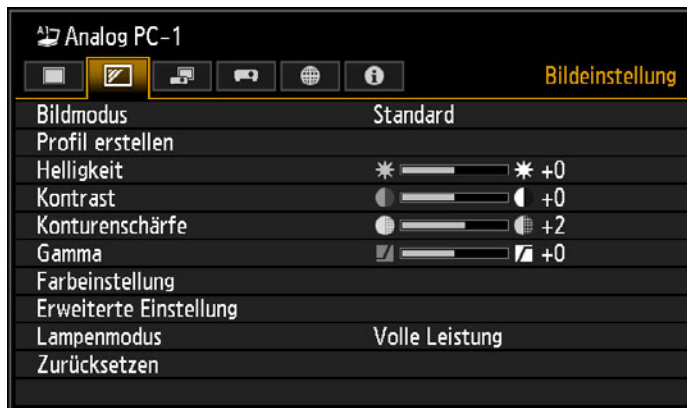 Analog PC-1
Bildeinstellung
Bildmodus Standard
Profil erstellen
Helligkeit +0
Kontrast +0
Konturenschärfe +2
Gamma +0
Farbeinstellung
Erweiterte Einstellung
Lampenmodus Volle Leistung
Zurücksetzen